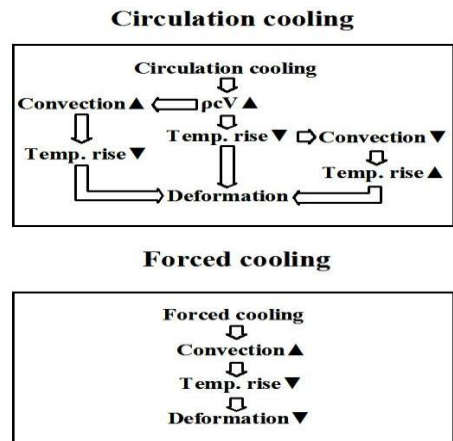 Circulation cooling
Circulation cooling
Convection▲ ρcV▲
Temp. rise▼ Convection▼
Temp. rise▼ Temp. rise▲
Deformation
Forced cooling
Forced cooling
Convection▲
Temp. rise▼
Deformation▼